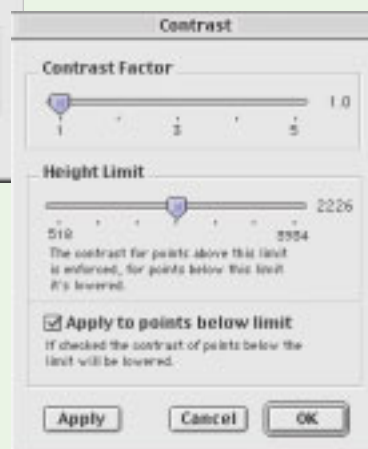 Contrast
Contrast Factor
1.0
1 3 5
Height Limit
2226
518 3934
The contrast for points above this limit
is enforced, for points below this limit
it's lowered.
Apply to points below limit
If checked the contrast of points below the
limit will be lowered.
Apply Cancel OK